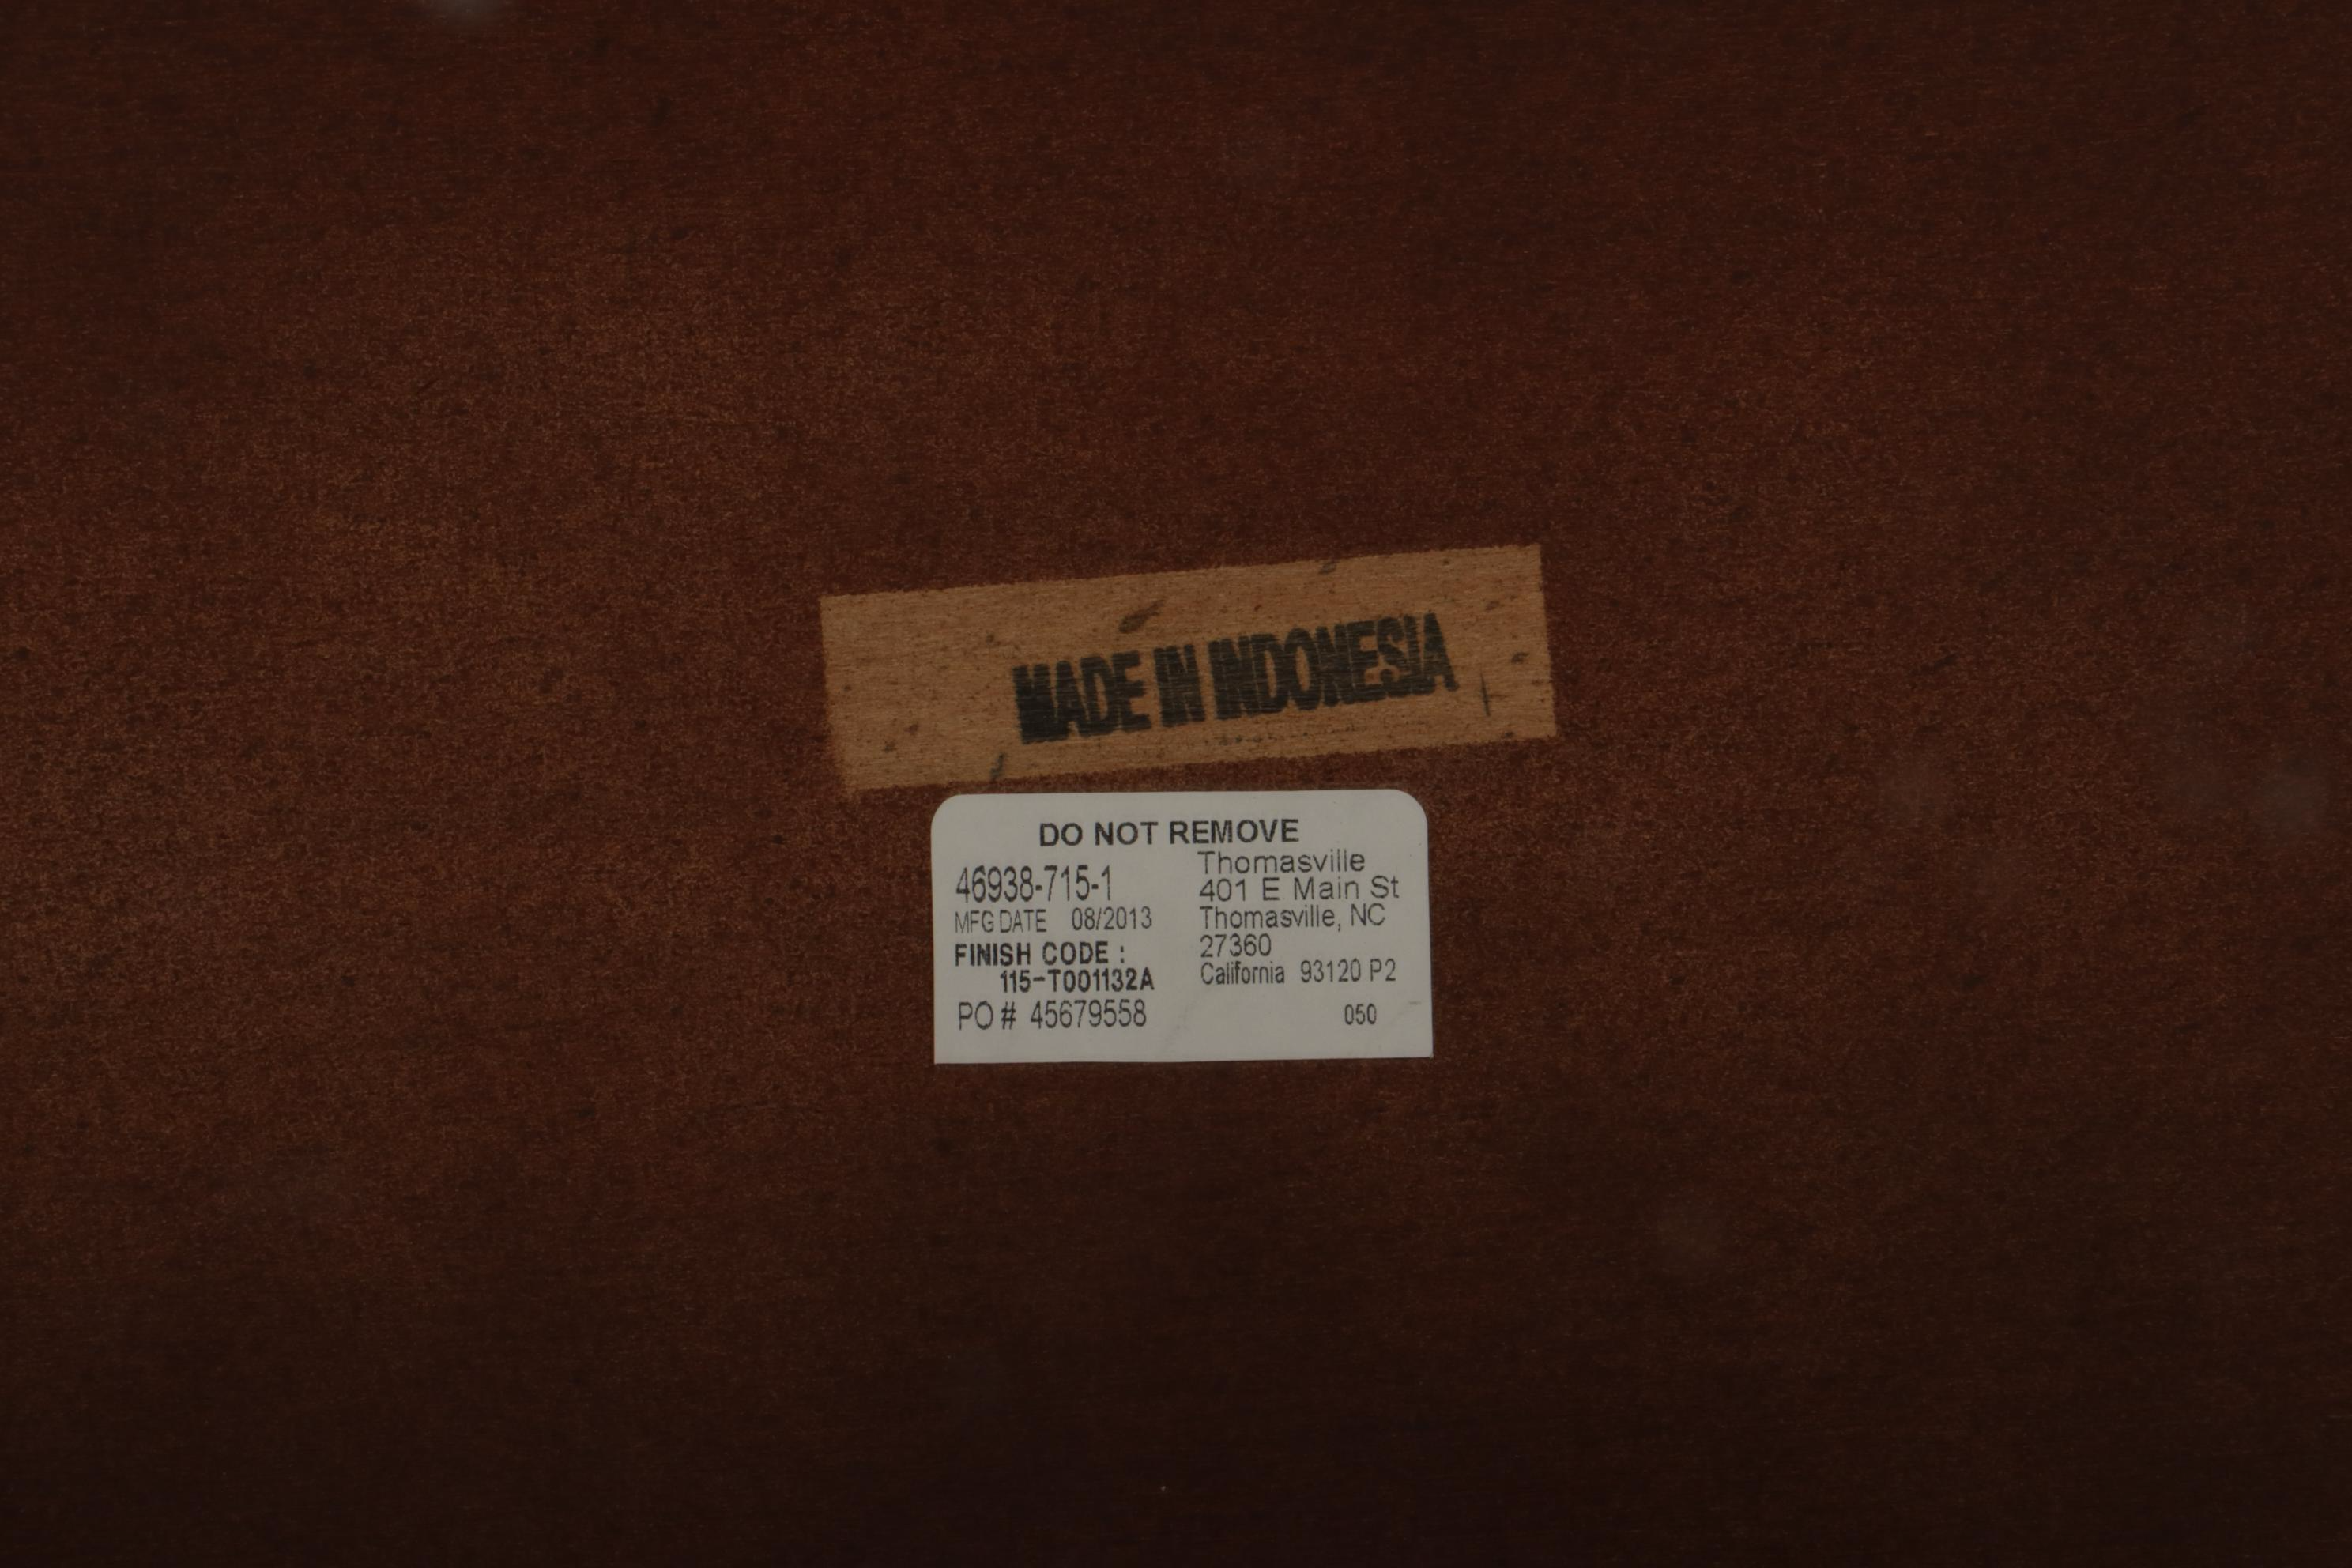 MADE IN INDONESIA
DO NOT REMOVE
46938-715-1
MFG DATE 08/2013
FINISH CODE :
115-T001132A
PO # 45679558
Thomasville
401 E Main St
Thomasville, NC
27360
California 93120 P2
050